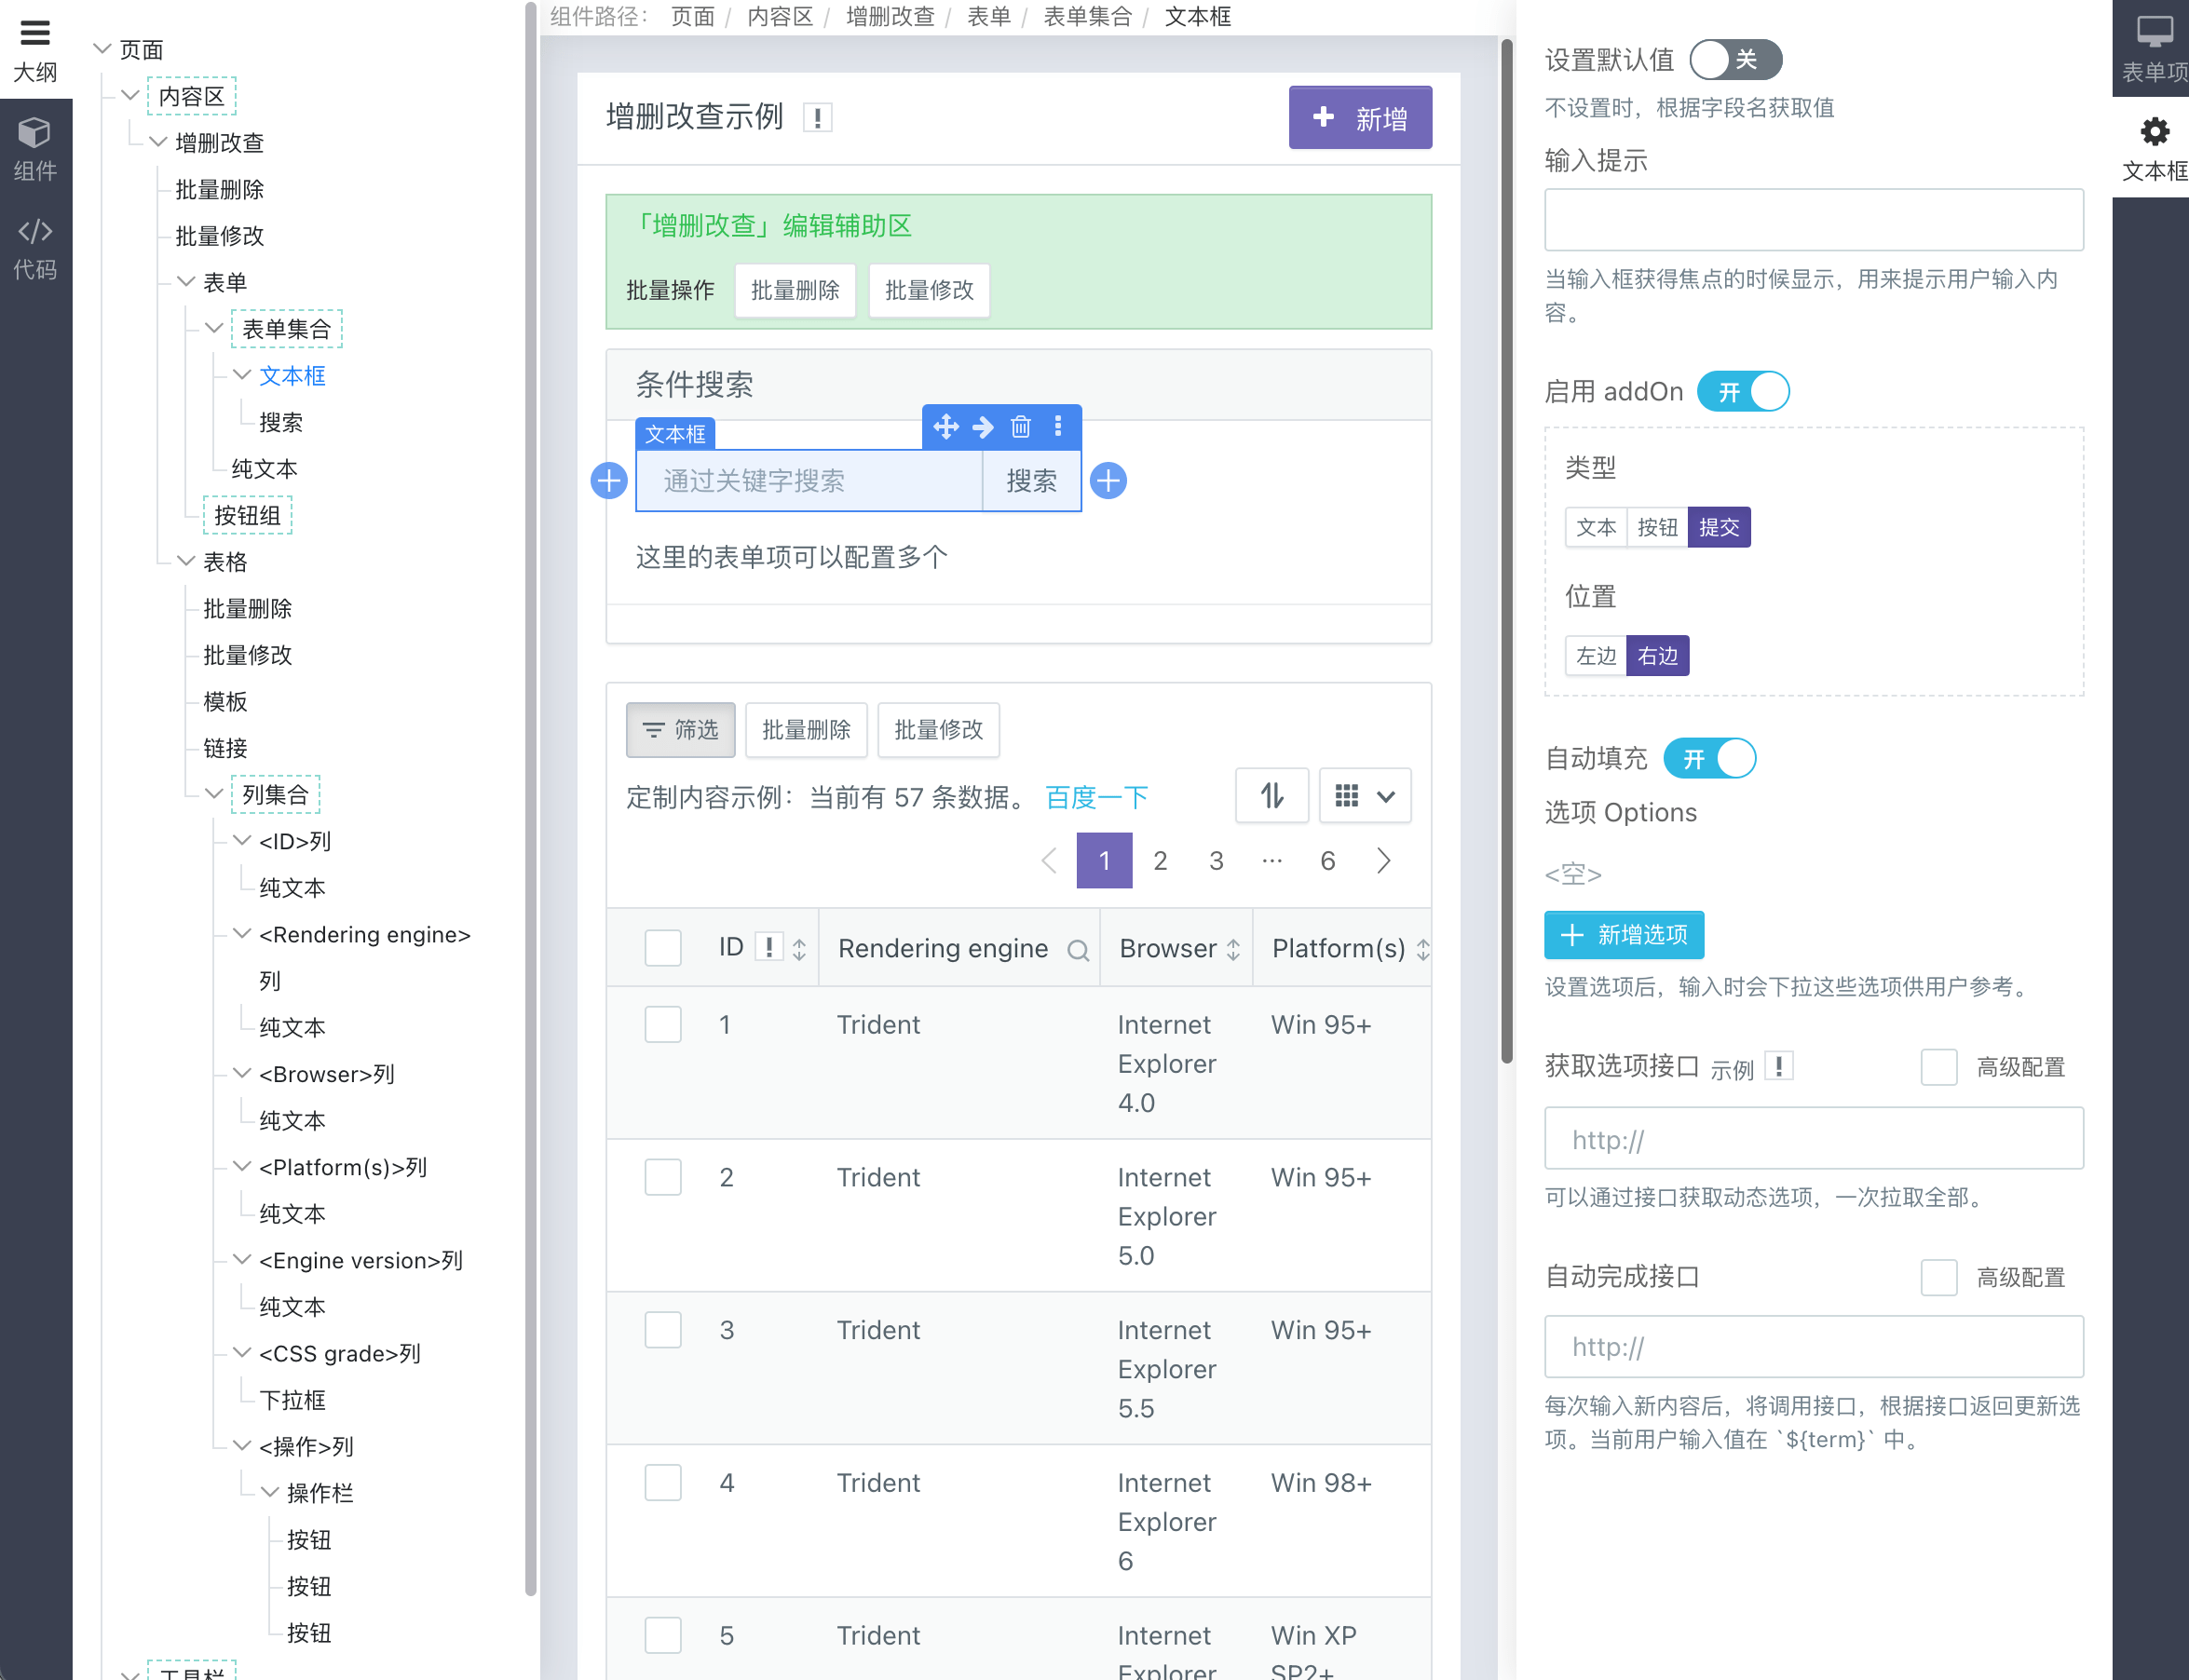 大纲
组件
代码
页面
内容区
增删改查
批量删除
批量修改
表单
表单集合
文本框
搜索
纯文本
按钮组
表格
批量删除
批量修改
模板
链接
列集合
<ID>列
纯文本
<Rendering engine>
列
纯文本
<Browser>列
纯文本
<Platform(s)>列
纯文本
<Engine version>列
纯文本
<CSS grade>列
下拉框
<操作>列
操作栏
按钮
按钮
按钮
工具栏
组件路径： 页面 / 内容区 / 增删改查 / 表单 / 表单集合 / 文本框
增删改查示例
新增
「增删改查」编辑辅助区
批量操作 批量删除 批量修改
条件搜索
文本框
通过关键字搜索 搜索
这里的表单项可以配置多个
筛选 批量删除 批量修改
定制内容示例：当前有 57 条数据。 百度一下
1 2 3 ··· 6
ID Rendering engine Browser Platform(s)
1 Trident Internet Win 95+
Explorer
4.0
2 Trident Internet Win 95+
Explorer
5.0
3 Trident Internet Win 95+
Explorer
5.5
4 Trident Internet Win 98+
Explorer
6
5 Trident Internet Win XP
Explorer SP2+
设置默认值 关
不设置时，根据字段名获取值
输入提示
当输入框获得焦点的时候显示，用来提示用户输入内
容。
启用 addOn 开
类型
文本 按钮 提交
位置
左边 右边
自动填充 开
选项 Options
<空>
新增选项
设置选项后，输入时会下拉这些选项供用户参考。
获取选项接口 示例 高级配置
http://
可以通过接口获取动态选项，一次拉取全部。
自动完成接口 高级配置
http://
每次输入新内容后，将调用接口，根据接口返回更新选
项。当前用户输入值在 `${term}` 中。
表单项
文本框